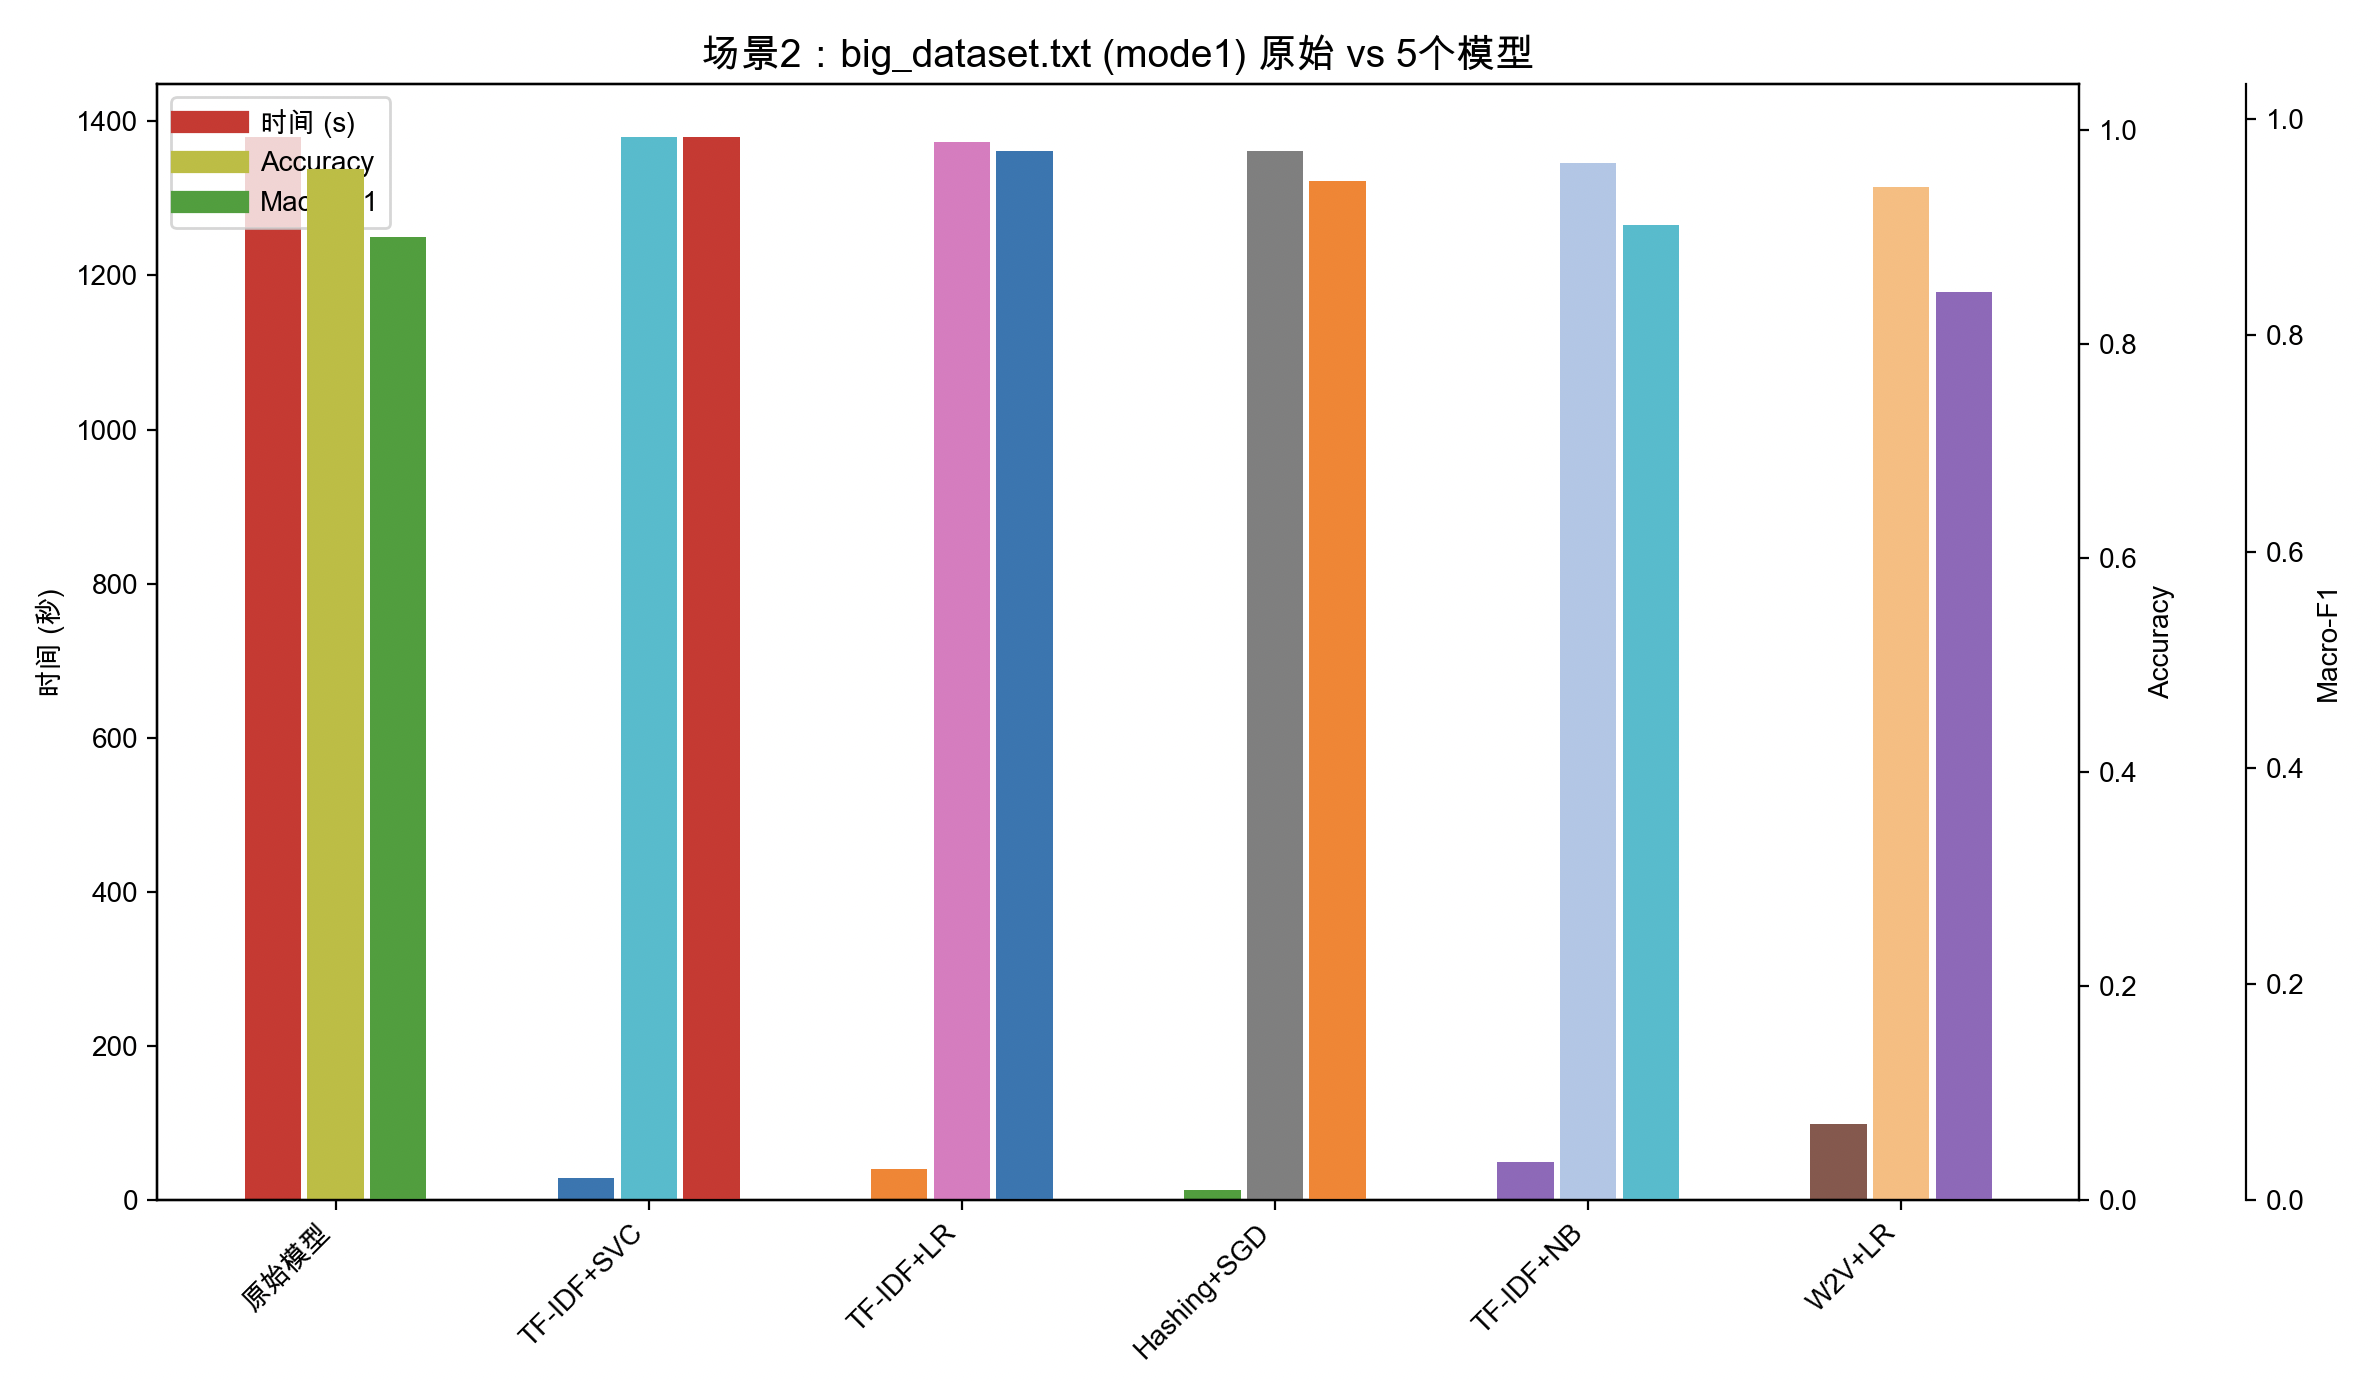 场景2：big_dataset.txt (mode1) 原始 vs 5个模型
时间 (s)
Accuracy
Mac 1
时间 (秒)
1400
1200
1000
800
600
400
200
0
1.0
0.8
0.6
0.4
0.2
0.0
Accuracy
1.0
0.8
0.6
0.4
0.2
0.0
Macro-F1
原始模型
TF-IDF+SVC
TF-IDF+LR
Hashing+SGD
TF-IDF+NB
W2V+LR